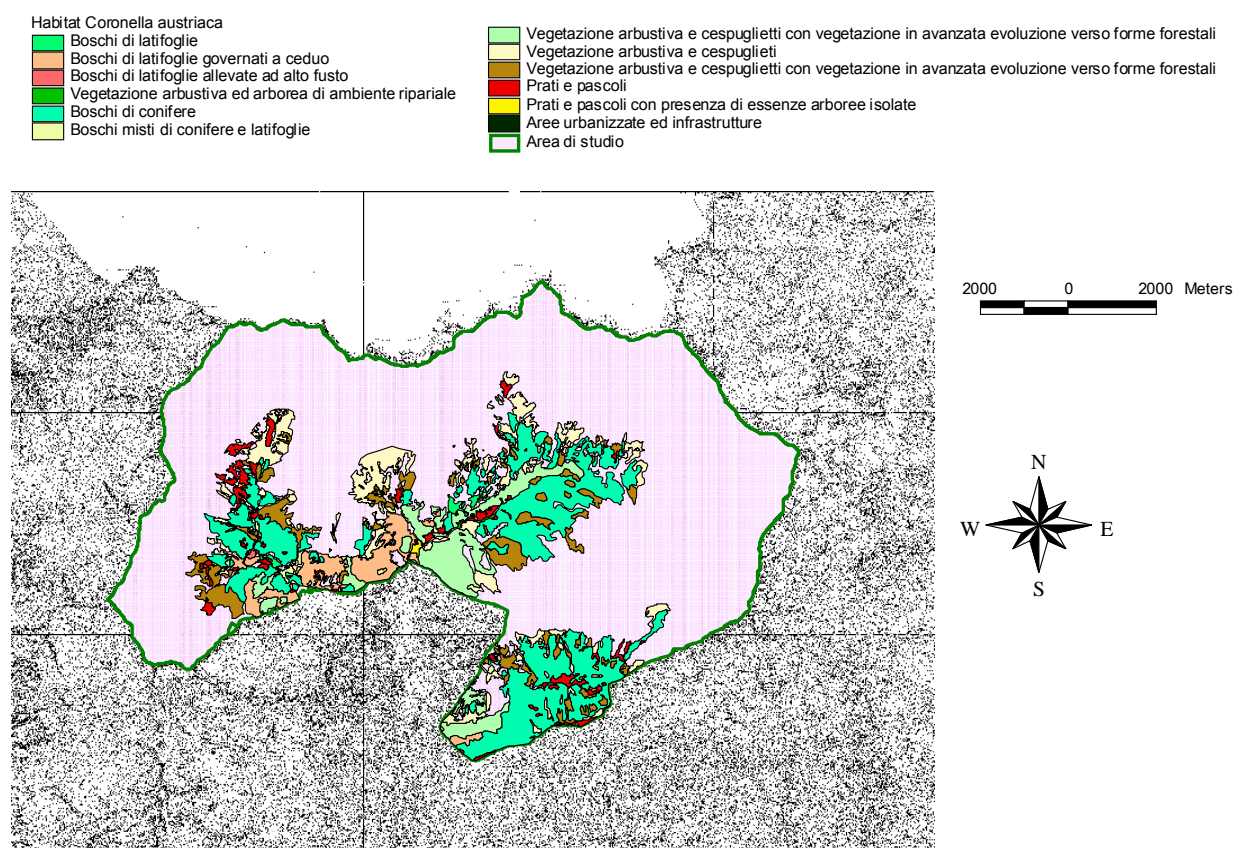 Habitat Coronella austriaca
Boschi di latifoglie
Boschi di latifoglie governati a ceduo
Boschi di latifoglie allevate ad alto fusto
Vegetazione arbustiva ed arborea di ambiente ripariale
Boschi di conifere
Boschi misti di conifere e latifoglie
Vegetazione arbustiva e cespuglietti con vegetazione in avanzata evoluzione verso forme forestali
Vegetazione arbustiva e cespuglieti
Vegetazione arbustiva e cespuglietti con vegetazione in avanzata evoluzione verso forme forestali
Prati e pascoli
Prati e pascoli con presenza di essenze arboree isolate
Aree urbanizzate ed infrastrutture
Area di studio
2000 0 2000 Meters
N
W E
S